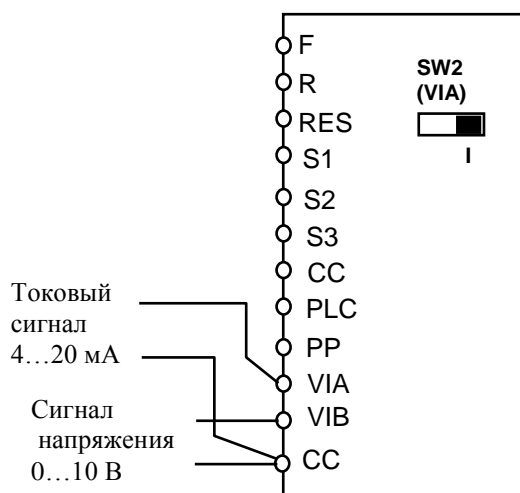 F
R
RES
S1
S2
S3
CC
PLC
PP
VIA
VIB
CC
SW2
(VIA)
I
Токовый
сигнал
4…20 мА
Сигнал
напряжения
0…10 В